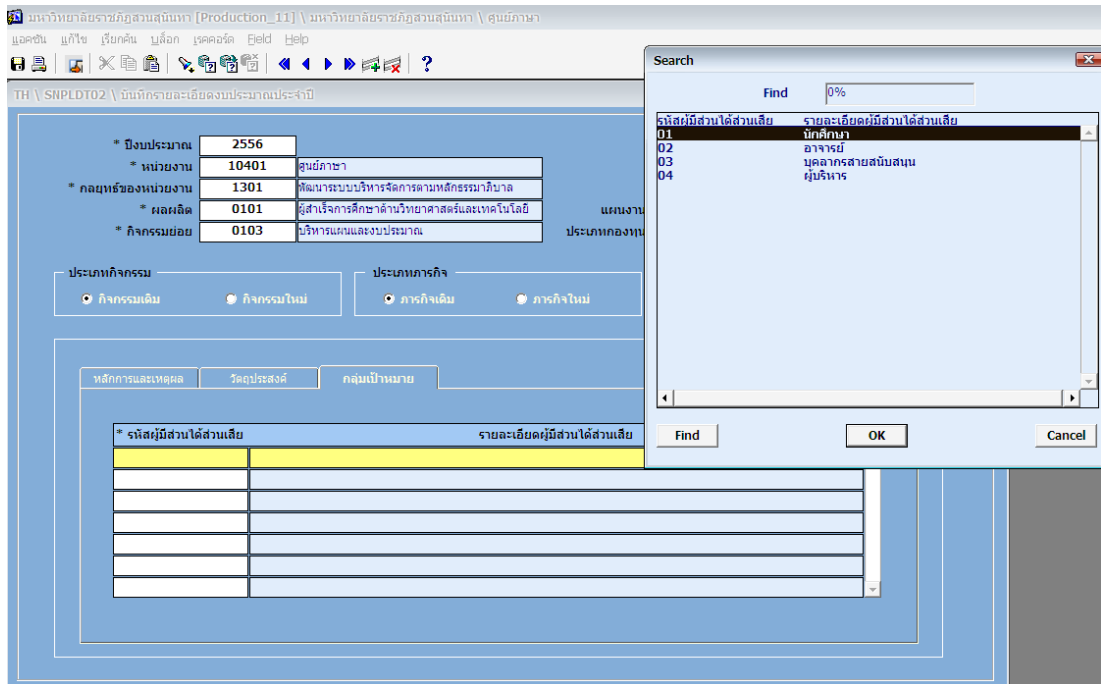 มหาวิทยาลัยราชภัฏสวนสุนันทา [Production_11] \ มหาวิทยาลัยราชภัฏสวนสุนันทา \ ศูนย์ภาษา
แอคชัน แก้ไข เรียกค้น บล็อก เรคคอร์ด Field Help
TH \ SNPLDT02 \ บันทึกรายละเอียดงบประมาณประจำปี
* ปีงบประมาณ 2556
* หน่วยงาน 10401 ศูนย์ภาษา
* กลยุทธ์ของหน่วยงาน 1301 พัฒนาระบบบริหารจัดการตามหลักธรรมาภิบาล
* ผลผลิต 0101 ผู้สำเร็จการศึกษาด้านวิทยาศาสตร์และเทคโนโลยี แผนงาน
* กิจกรรมย่อย 0103 บริหารแผนและงบประมาณ ประเภทกองทุน
ประเภทกิจกรรม
กิจกรรมเดิม กิจกรรมใหม่
ประเภทภารกิจ
ภารกิจเดิม ภารกิจใหม่
หลักการและเหตุผล วัตถุประสงค์ กลุ่มเป้าหมาย
* รหัสผู้มีส่วนได้ส่วนเสีย รายละเอียดผู้มีส่วนได้ส่วนเสีย
Search
Find 0%
รหัสผู้มีส่วนได้ส่วนเสีย รายละเอียดผู้มีส่วนได้ส่วนเสีย
01 นักศึกษา
02 อาจารย์
03 บุคลากรสายสนับสนุน
04 ผู้บริหาร
Find OK Cancel